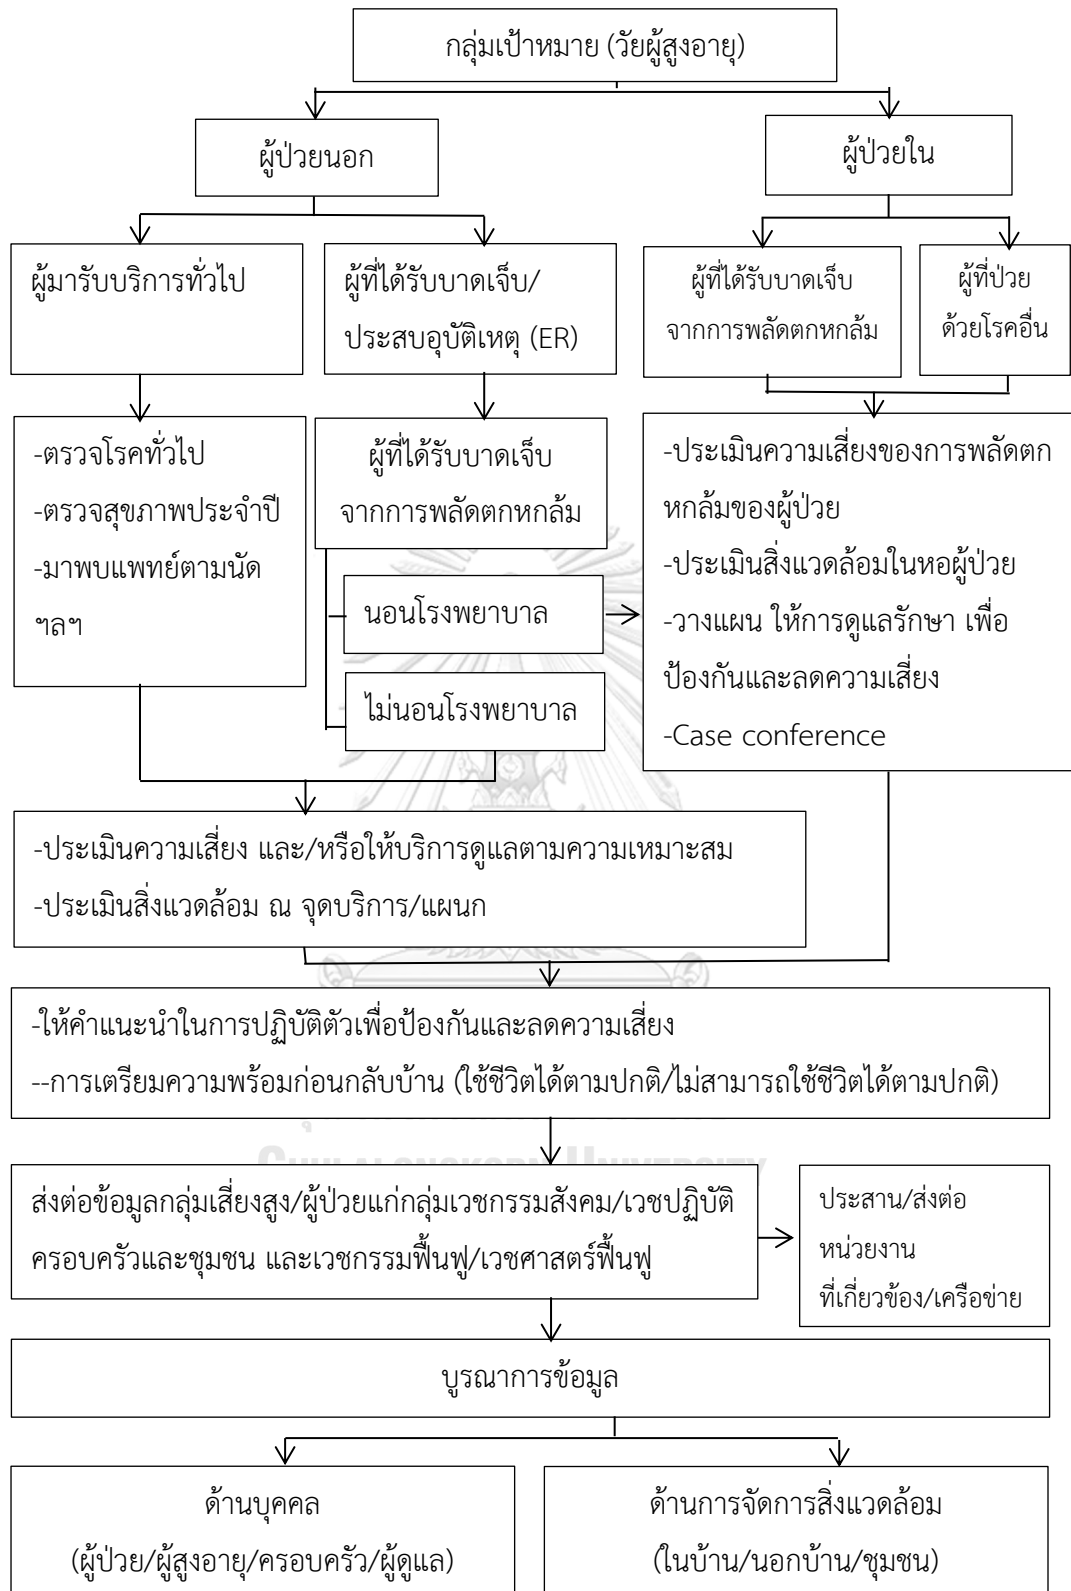 กลุ่มเป้าหมาย (วัยผู้สูงอายุ)
ผู้ป่วยนอก
ผู้ป่วยใน
ผู้มารับบริการทั่วไป
ผู้ที่ได้รับบาดเจ็บ/
ประสบอุบัติเหตุ (ER)
ผู้ที่ได้รับบาดเจ็บ
จากการพลัดตกหกล้ม
ผู้ที่ป่วย
ด้วยโรคอื่น
-ตรวจโรคทั่วไป
-ตรวจสุขภาพประจำปี
-มาพบแพทย์ตามนัด
ฯลฯ
ผู้ที่ได้รับบาดเจ็บ
จากการพลัดตกหกล้ม
นอนโรงพยาบาล
ไม่นอนโรงพยาบาล
-ประเมินความเสี่ยงของการพลัดตก
หกล้มของผู้ป่วย
-ประเมินสิ่งแวดล้อมในหอผู้ป่วย
-วางแผน ให้การดูแลรักษา เพื่อ
ป้องกันและลดความเสี่ยง
-Case conference
-ประเมินความเสี่ยง และ/หรือให้บริการดูแลตามความเหมาะสม
-ประเมินสิ่งแวดล้อม ณ จุดบริการ/แผนก
-ให้คำแนะนำในการปฏิบัติตัวเพื่อป้องกันและลดความเสี่ยง
--การเตรียมความพร้อมก่อนกลับบ้าน (ใช้ชีวิตได้ตามปกติ/ไม่สามารถใช้ชีวิตได้ตามปกติ)
CHULALONGKORN UNIVERSITY
ส่งต่อข้อมูลกลุ่มเสี่ยงสูง/ผู้ป่วยแก่กลุ่มเวชกรรมสังคม/เวชปฏิบัติ
ครอบครัวและชุมชน และเวชกรรมฟื้นฟู/เวชศาสตร์ฟื้นฟู
ประสาน/ส่งต่อ
หน่วยงาน
ที่เกี่ยวข้อง/เครือข่าย
บูรณาการข้อมูล
ด้านบุคคล
(ผู้ป่วย/ผู้สูงอายุ/ครอบครัว/ผู้ดูแล)
ด้านการจัดการสิ่งแวดล้อม
(ในบ้าน/นอกบ้าน/ชุมชน)